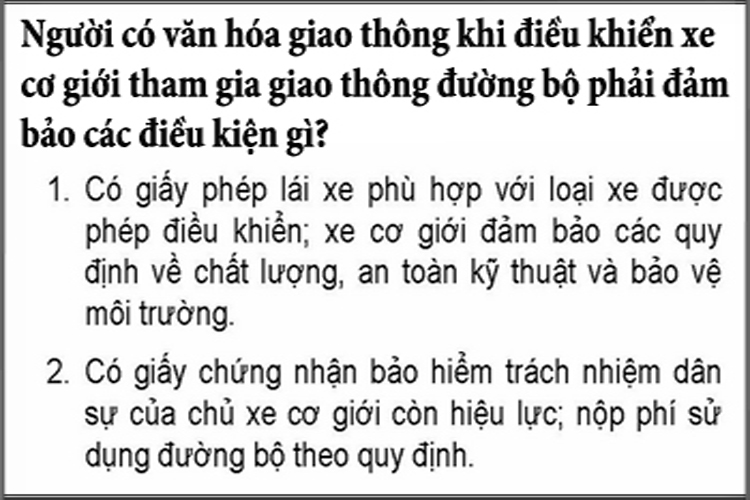 Người có văn hóa giao thông khi điều khiển xe
cơ giới tham gia giao thông đường bộ phải đảm
bảo các điều kiện gì?
1. Có giấy phép lái xe phù hợp với loại xe được
phép điều khiển; xe cơ giới đảm bảo các quy
định về chất lượng, an toàn kỹ thuật và bảo vệ
môi trường.
2. Có giấy chứng nhận bảo hiểm trách nhiệm dân
sự của chủ xe cơ giới còn hiệu lực; nộp phí sử
dụng đường bộ theo quy định.